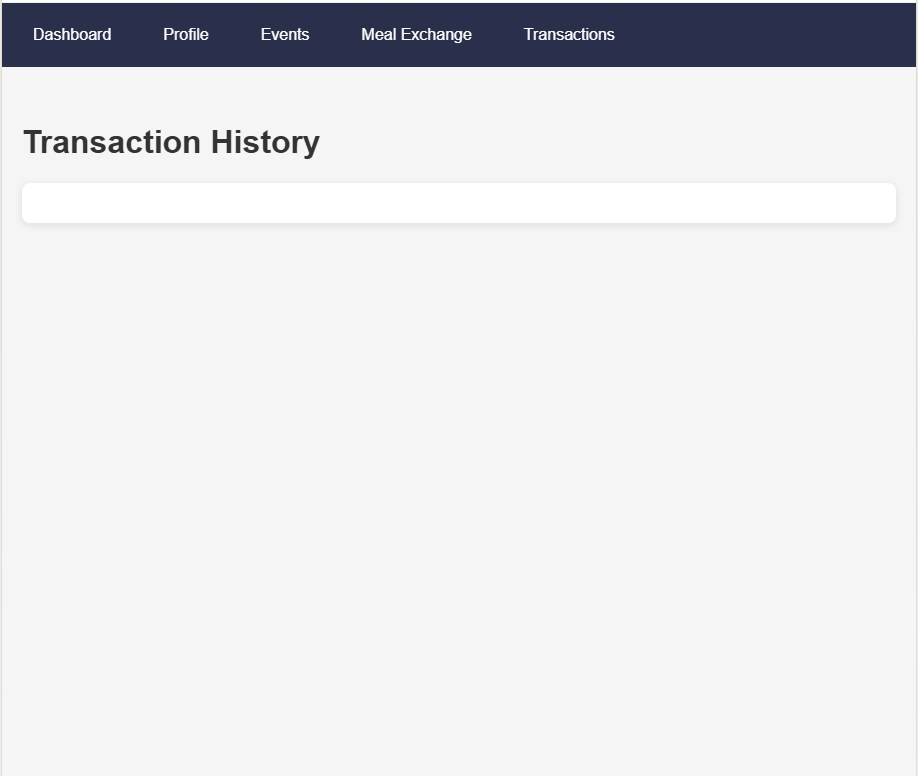 Dashboard Profile Events Meal Exchange Transactions
Transaction History